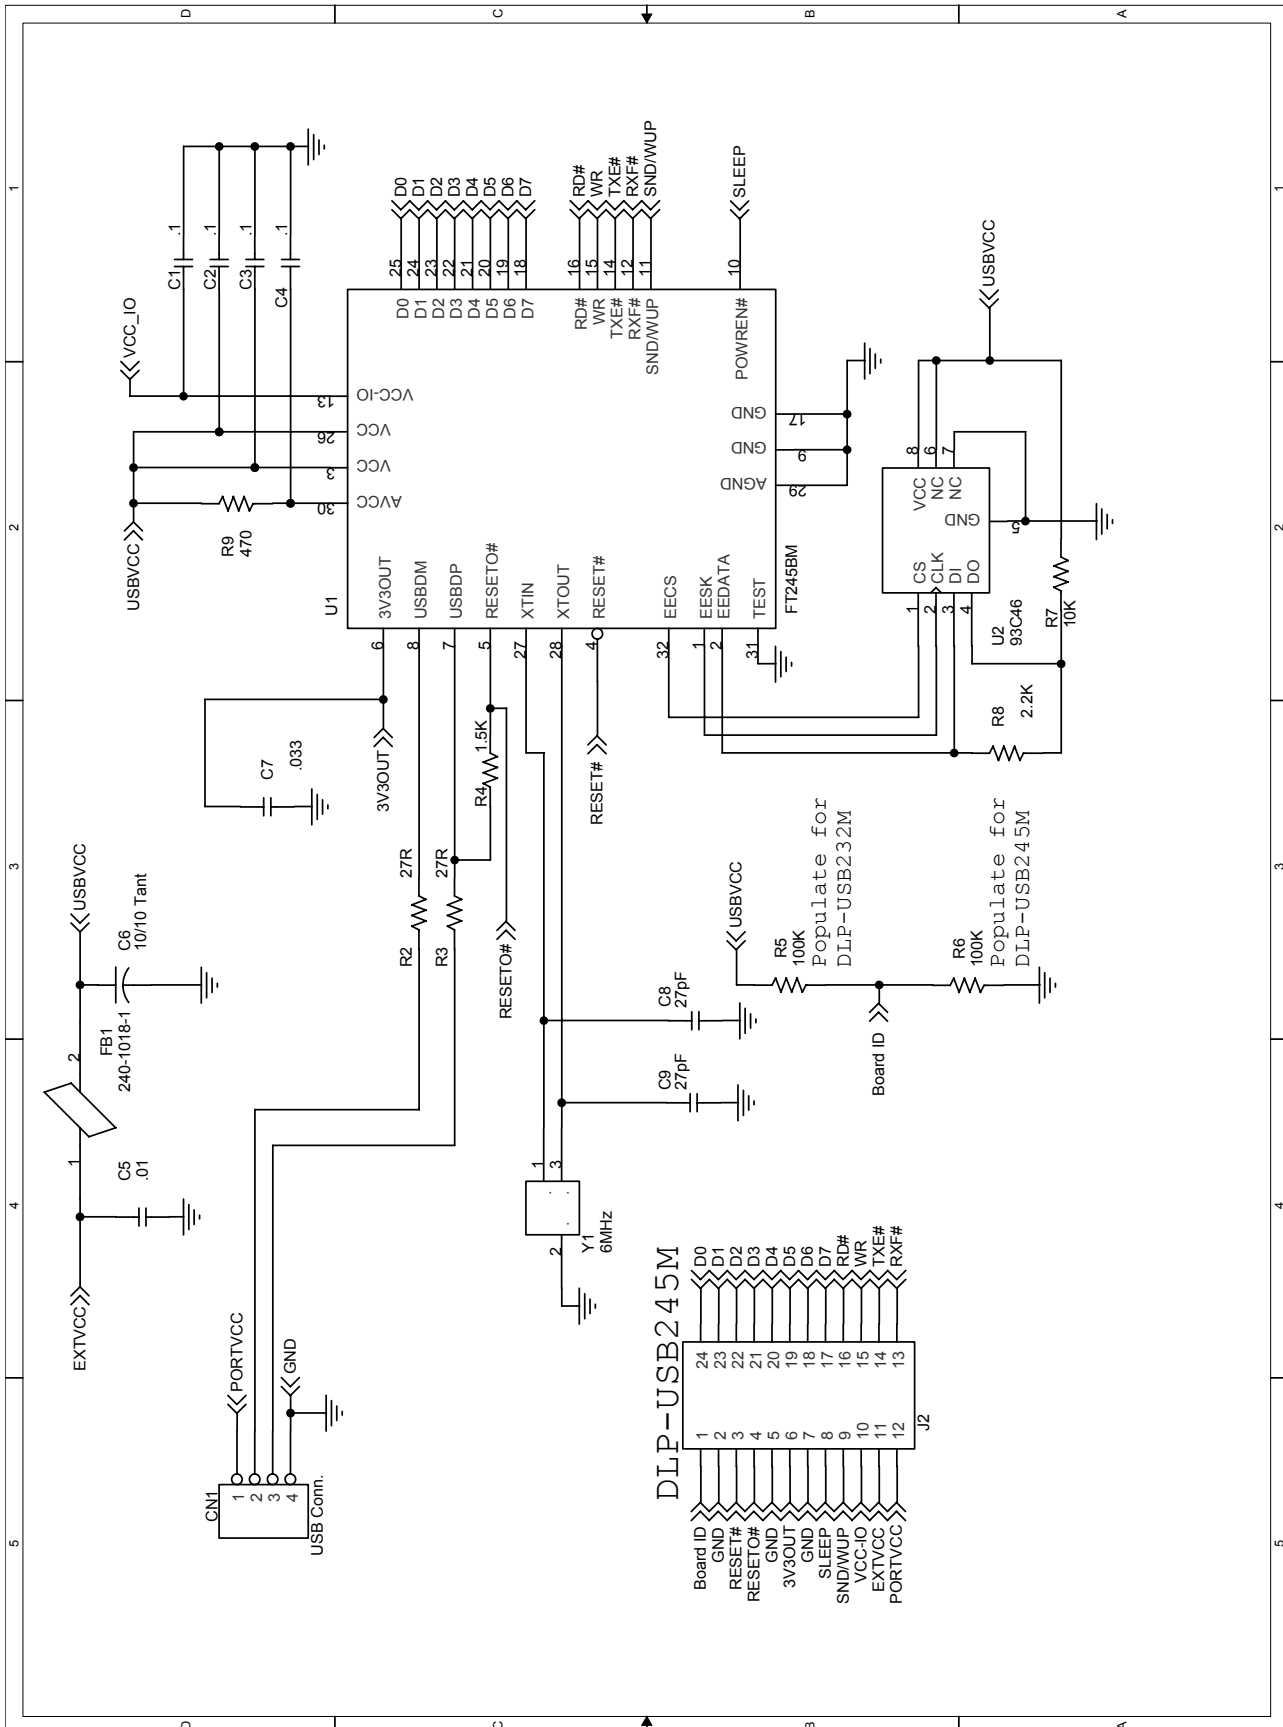 D
C
B
A
1
2
3
4
5
1
2
3
4
5
D
C
B
A
EXTVCC
1
2
USBVCC
C5
.01
FB1
240-1018-1
C6
10/10 Tant
CN1
1
2
3
4
USB Conn.
PORTVCC
GND
R2
27R
R3
27R
C7
.033
3V3OUT
R4
1.5K
RESETO#
RESET#
USBVCC
R9
470
VCC_IO
C1
.1
C2
.1
C3
.1
C4
.1
30
3
26
13
AVCC
VCC
VCC
VCC-IO
U1
6
3V3OUT
8
USBDM
7
USBDP
5
RESETO#
27
XTIN
28
XTOUT
4
RESET#
32
EECS
1
EESK
2
EEDATA
31
TEST
FT245BM
D0
25
D0
D1
24
D1
D2
23
D2
D3
22
D3
D4
21
D4
D5
20
D5
D6
19
D6
D7
18
D7
RD#
16
RD#
WR
15
WR
TXE#
14
TXE#
RXF#
12
RXF#
SND/WUP
11
SND/WUP
POWREN#
10
SLEEP
AGND
GND
GND
29
9
17
Y1
6MHz
1
3
2
C9
27pF
C8
27pF
USBVCC
R5
100K
Populate for
DLP-USB232M
Board ID
R6
100K
Populate for
DLP-USB245M
1
CS
2
CLK
3
DI
4
DO
VCC
8
NC
6
NC
7
GND
5
U2
93C46
USBVCC
R7
10K
R8
2.2K
DLP-USB245M
Board ID
1
24
D0
GND
2
23
D1
RESET#
3
22
D2
RESETO#
4
21
D3
GND
5
20
D4
3V3OUT
6
19
D5
GND
7
18
D6
SLEEP
8
17
D7
SND/WUP
9
16
RD#
VCC-IO
10
15
WR
EXTVCC
11
14
TXE#
PORTVCC
12
13
RXF#
J2